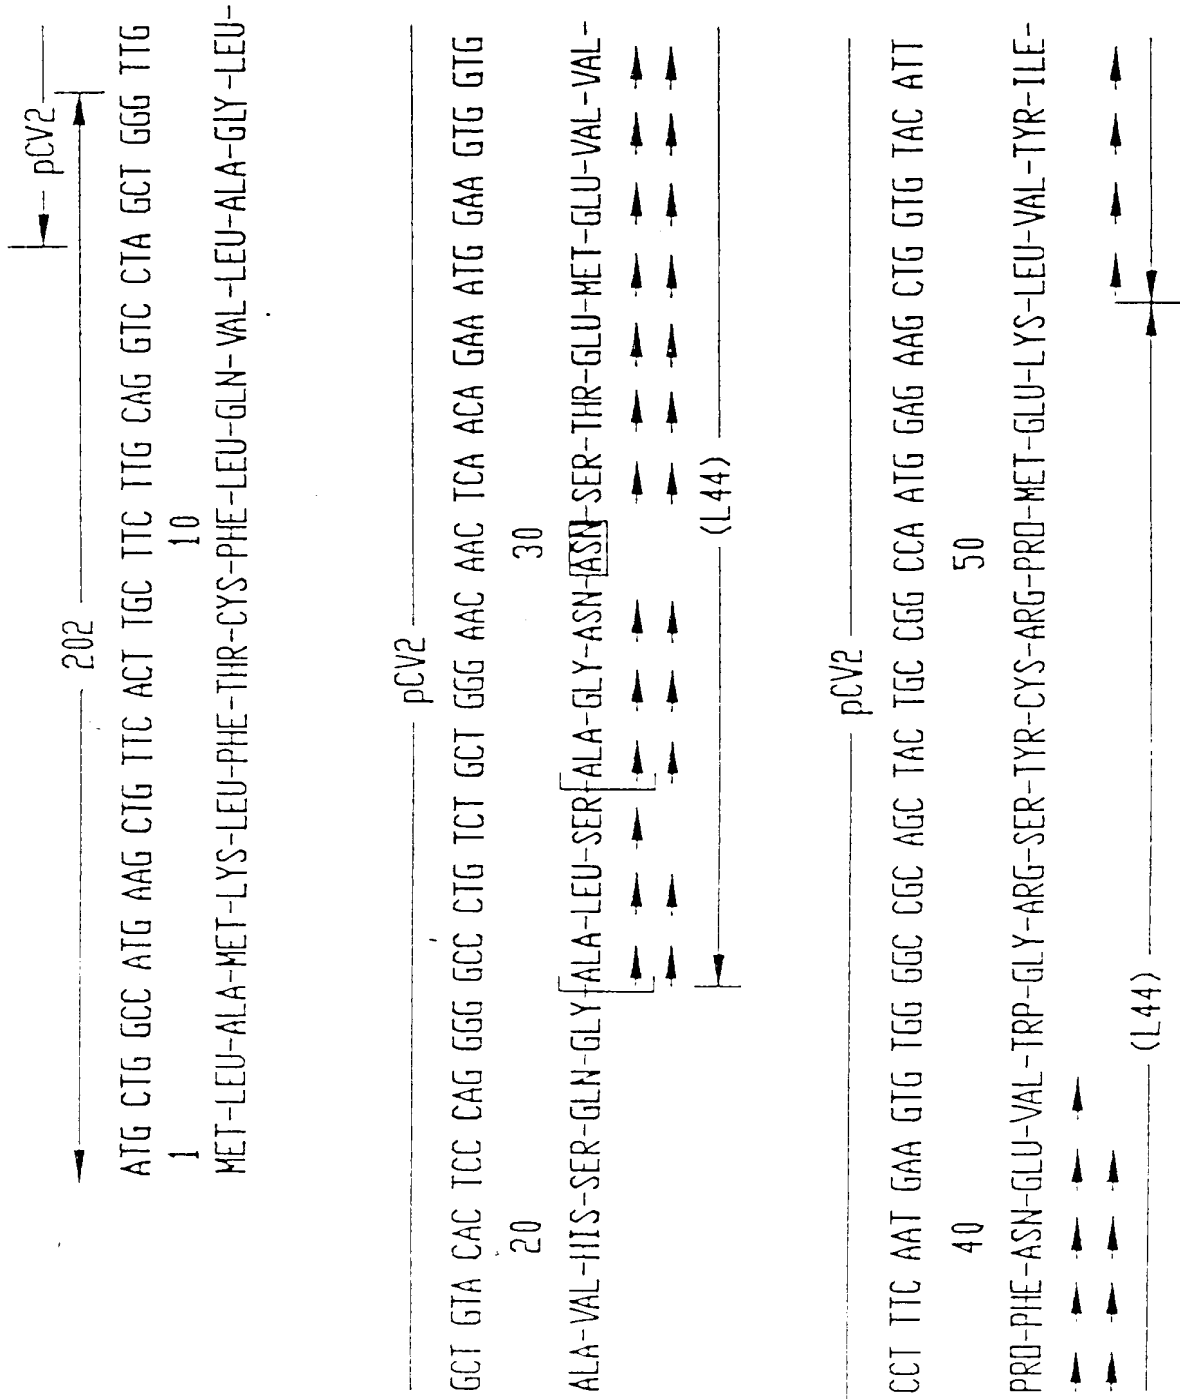 pCV2
202
ATG CTG GCC ATG AAG CTG TTC ACT TGC TTC TTG CAG GTC CTA GCT GGG TTG
1 10
MET-LEU-ALA-MET-LYS-LEU-PHE-THR-CYS-PHE-LEU-GLN-VAL-LEU-ALA-GLY-LEU-
pCV2
GCT GTA CAC TCC CAG GGG GCC CTG TCT GCT GGG AAC AAC TCA ACA GAA ATG GAA GTG GTG
20 30
ALA-VAL-HIS-SER-GLN-GLY-ALA-LEU-SER-ALA-GLY-ASN-ASN-SER-THR-GLU-MET-GLU-VAL-VAL-
(L44)
pCV2
CCT TTC AAT GAA GTG TGG GGC CGC AGC TAC TGC CGG CCA ATG GAG AAG CTG GTG TAC ATT
40 50
PRO-PHE-ASN-GLU-VAL-TRP-GLY-ARG-SER-TYR-CYS-ARG-PRO-MET-GLU-LYS-LEU-VAL-TYR-ILE-
(L44)